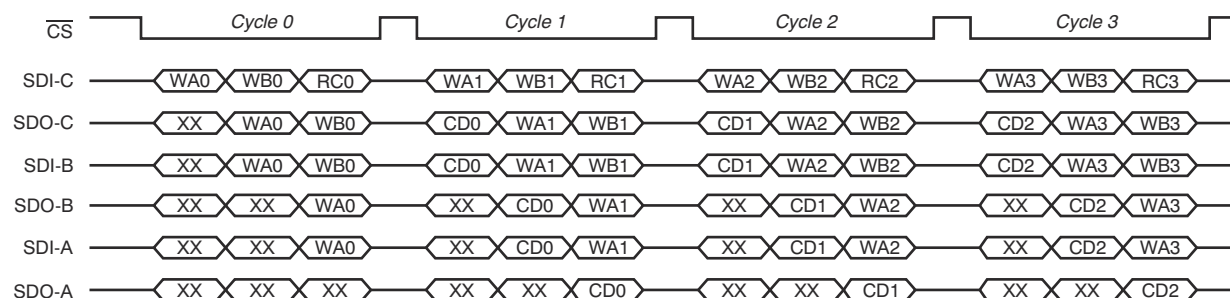 CS Cycle 0 Cycle 1 Cycle 2 Cycle 3
SDI-C WA0 WB0 RC0 WA1 WB1 RC1 WA2 WB2 RC2 WA3 WB3 RC3
SDO-C XX WA0 WB0 CD0 WA1 WB1 CD1 WA2 WB2 CD2 WA3 WB3
SDI-B XX WA0 WB0 CD0 WA1 WB1 CD1 WA2 WB2 CD2 WA3 WB3
SDO-B XX XX WA0 XX CD0 WA1 XX CD1 WA2 XX CD2 WA3
SDI-A XX XX WA0 XX CD0 WA1 XX CD1 WA2 XX CD2 WA3
SDO-A XX XX XX XX XX CD0 XX XX CD1 XX XX CD2